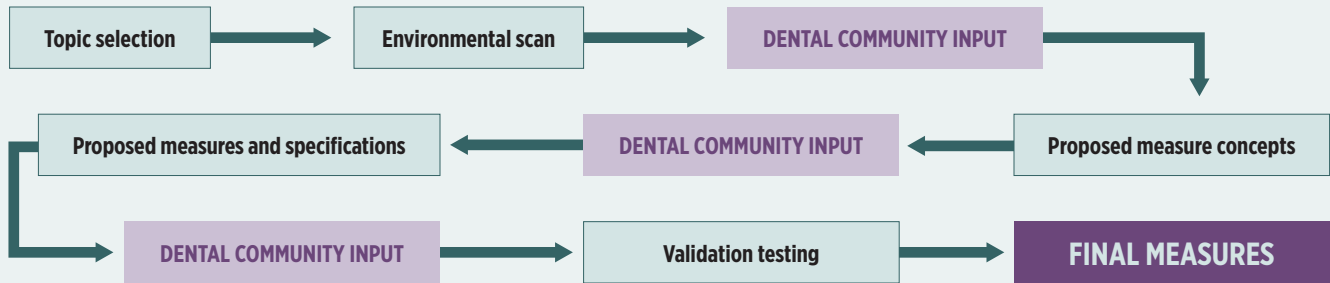 Topic selection
Environmental scan
DENTAL COMMUNITY INPUT
Proposed measures and specifications
DENTAL COMMUNITY INPUT
Proposed measure concepts
DENTAL COMMUNITY INPUT
Validation testing
FINAL MEASURES